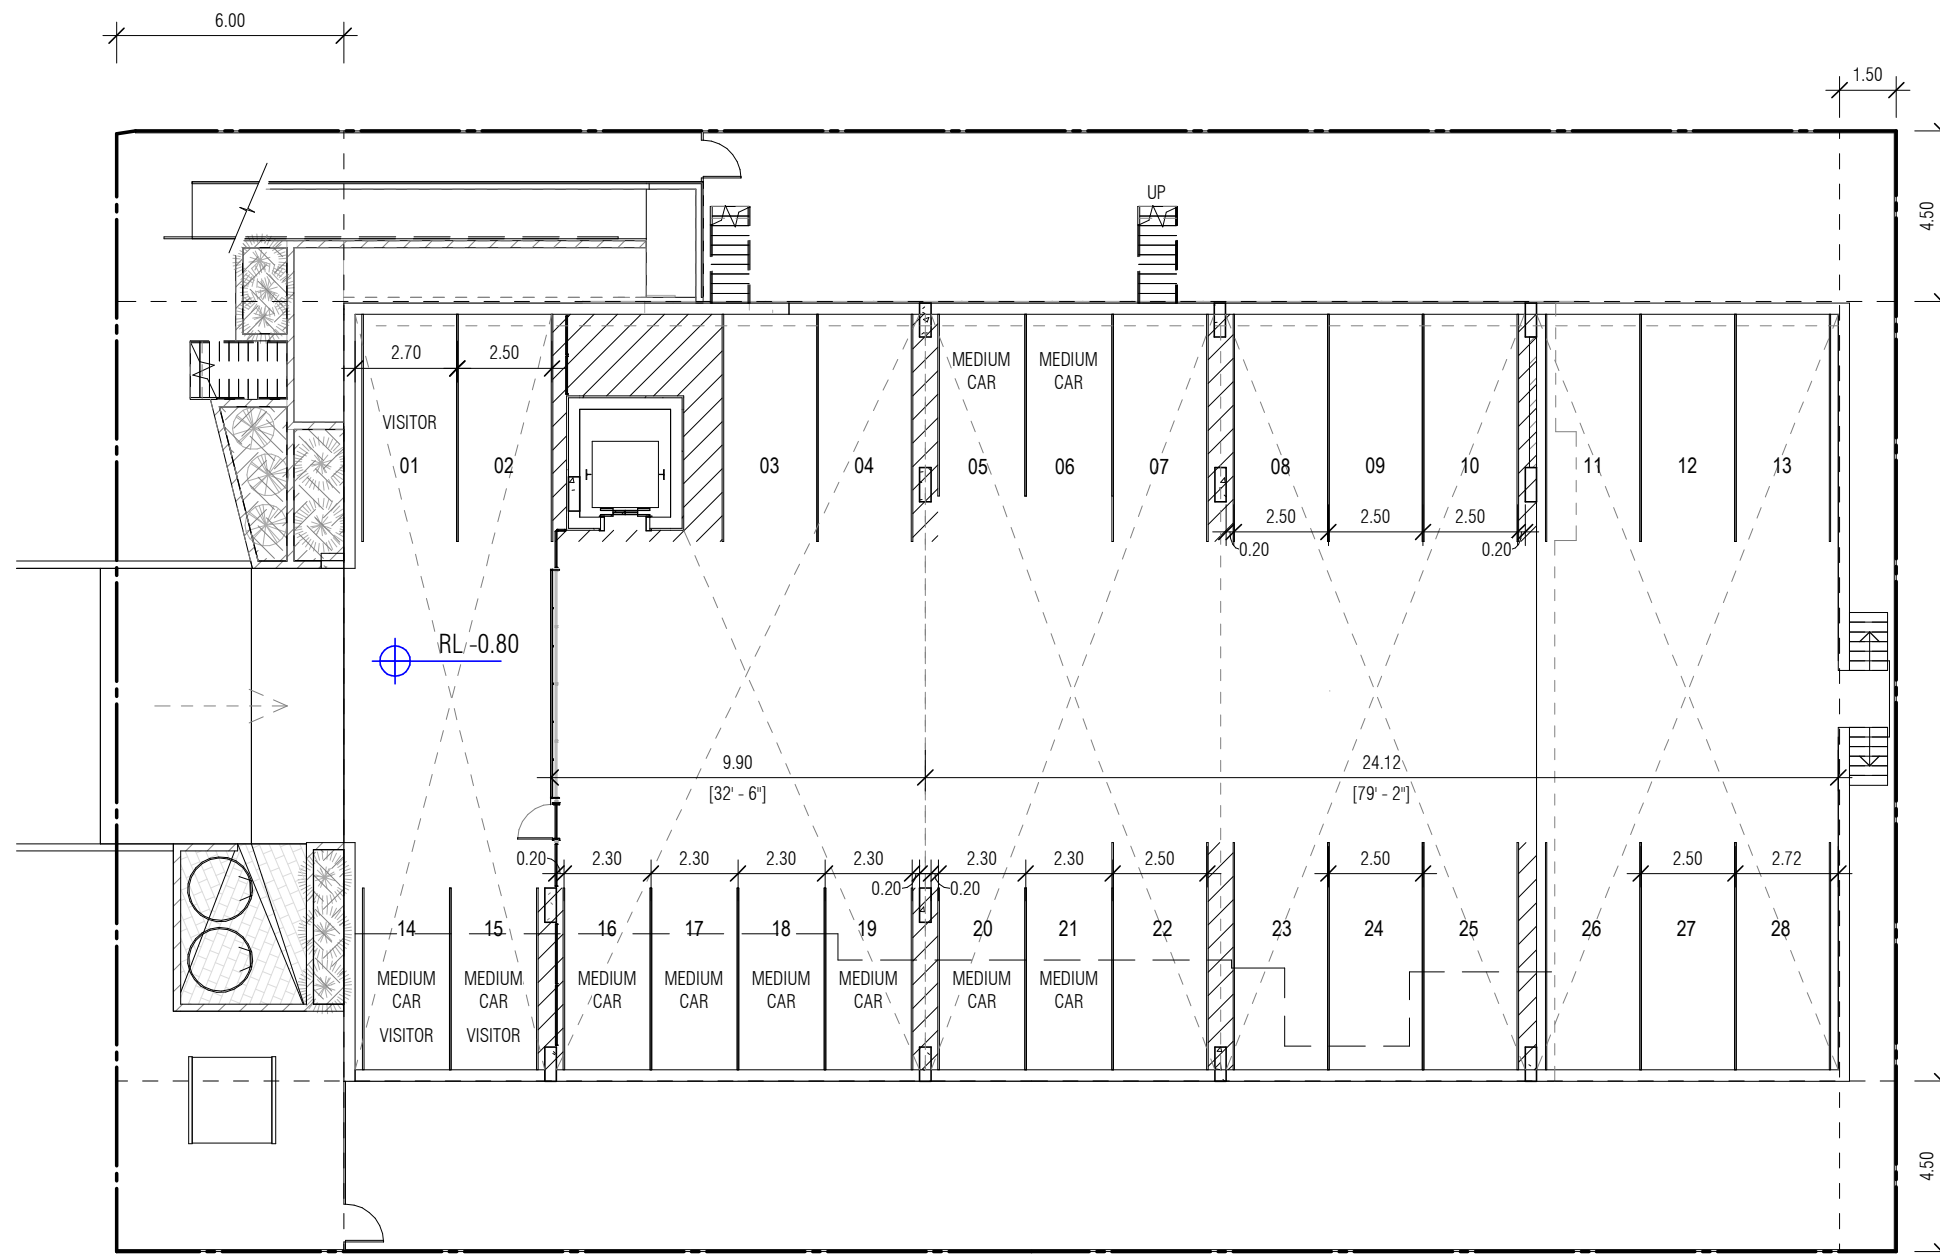 6.00
1.50
4.50
UP
2.70
2.50
MEDIUM
CAR
MEDIUM
CAR
VISITOR
01
02
03
04
05
06
07
08
09
10
11
12
13
2.50
2.50
2.50
0.20
0.20
RL -0.80
9.90
[32' - 6"]
24.12
[79' - 2"]
0.20
2.30
2.30
2.30
2.30
0.20
0.20
2.30
2.30
2.50
2.50
2.50
2.72
14
15
16
17
18
19
20
21
22
23
24
25
26
27
28
MEDIUM
CAR
VISITOR
MEDIUM
CAR
VISITOR
MEDIUM
CAR
MEDIUM
CAR
MEDIUM
CAR
MEDIUM
CAR
MEDIUM
CAR
MEDIUM
CAR
4.50